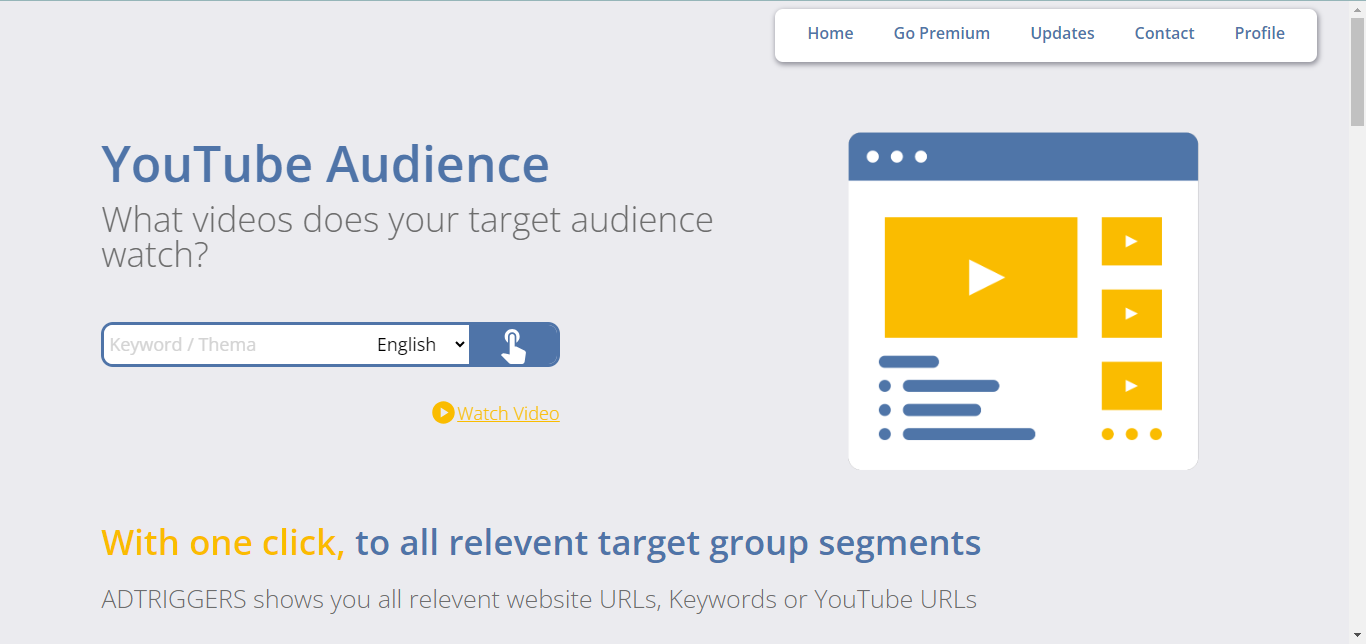 Home Go Premium Updates Contact Profile
YouTube Audience
What videos does your target audience
watch?
Keyword / Thema English
Watch Video
With one click, to all relevent target group segments
ADTRIGGERS shows you all relevent website URLs, Keywords or YouTube URLs